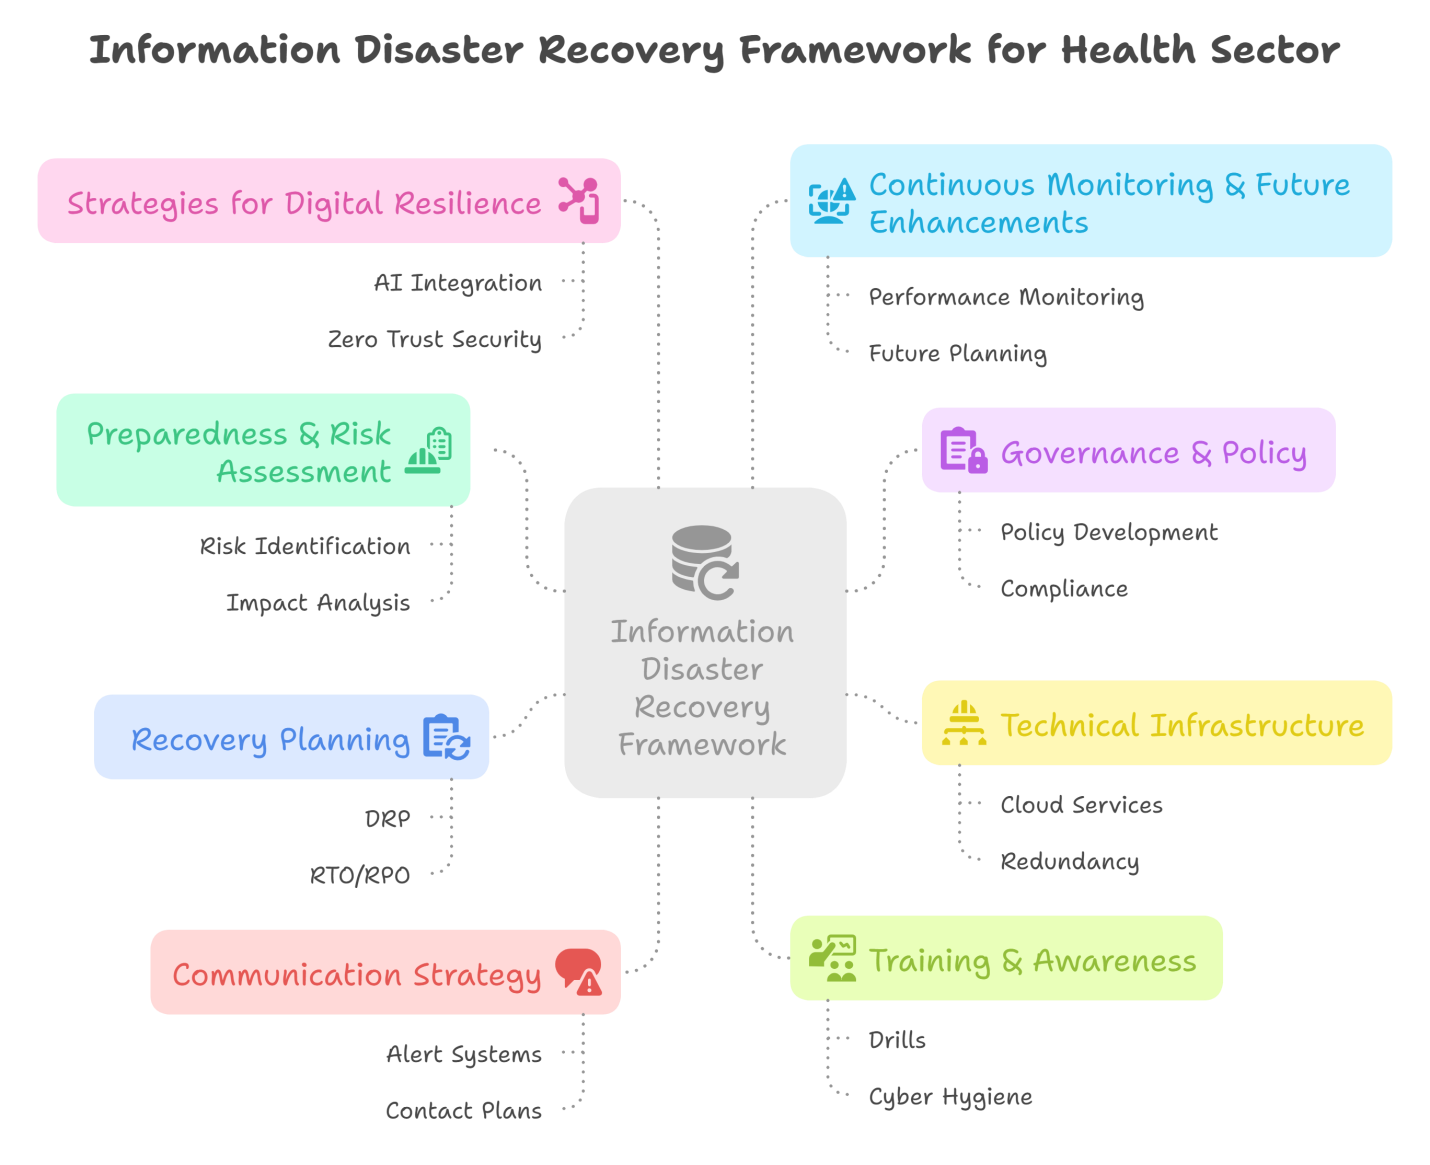 Information Disaster Recovery Framework for Health Sector
Strategies for Digital Resilience
AI Integration
Zero Trust Security
Preparedness & Risk
Assessment
Risk Identification
Impact Analysis
Recovery Planning
DRP
RTO/RPO
Communication Strategy
Alert Systems
Contact Plans
Information
Disaster
Recovery
Framework
Continuous Monitoring & Future
Enhancements
Performance Monitoring
Future Planning
Governance & Policy
Policy Development
Compliance
Technical Infrastructure
Cloud Services
Redundancy
Training & Awareness
Drills
Cyber Hygiene